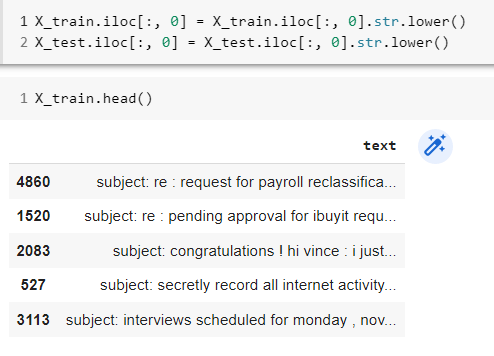 1 X_train.iloc[:, 0] = X_train.iloc[:, 0].str.lower()
2 X_test.iloc[:, 0] = X_test.iloc[:, 0].str.lower()
1 X_train.head()
text
4860 subject: re : request for payroll reclassifica...
1520 subject: re : pending approval for ibuyit requ...
2083 subject: congratulations ! hi vince : i just...
527 subject: secretly record all internet activity...
3113 subject: interviews scheduled for monday , nov...